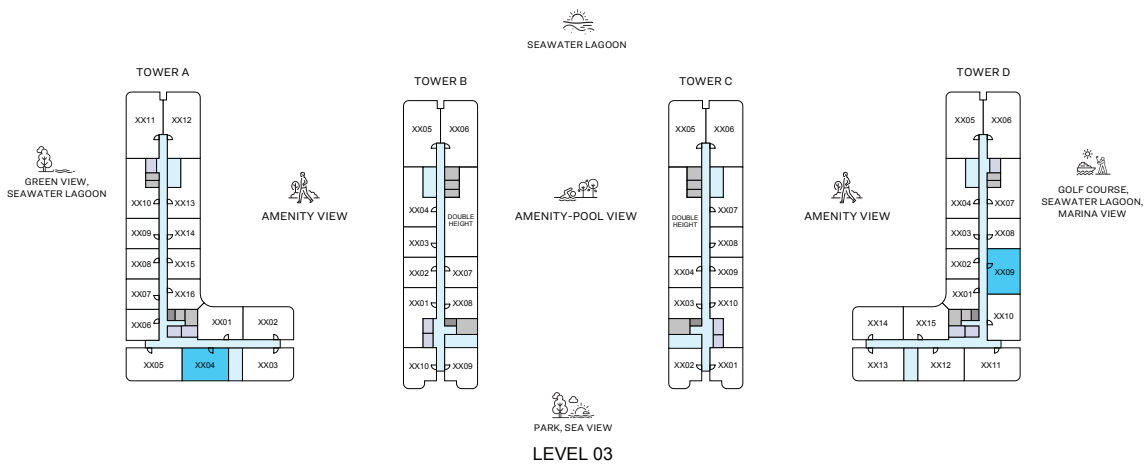 SEAWATER LAGOON
TOWER A
TOWER B
TOWER C
TOWER D
XX11
XX12
XX10
XX13
XX09
XX14
XX08
XX15
XX07
XX16
XX06
XX01
XX02
XX05
XX04
XX03
GREEN VIEW,
SEAWATER LAGOON
AMENITY VIEW
XX05
XX06
XX04
DOUBLE
HEIGHT
XX03
XX02
XX07
XX01
XX08
XX10
XX09
AMENITY-POOL VIEW
XX05
XX06
XX07
DOUBLE
HEIGHT
XX08
XX04
XX09
XX03
XX10
XX02
XX01
AMENITY VIEW
XX05
XX06
XX04
XX07
XX03
XX08
XX02
XX09
XX01
XX10
XX14
XX15
XX13
XX12
XX11
GOLF COURSE,
SEAWATER LAGOON,
MARINA VIEW
PARK, SEA VIEW
LEVEL 03